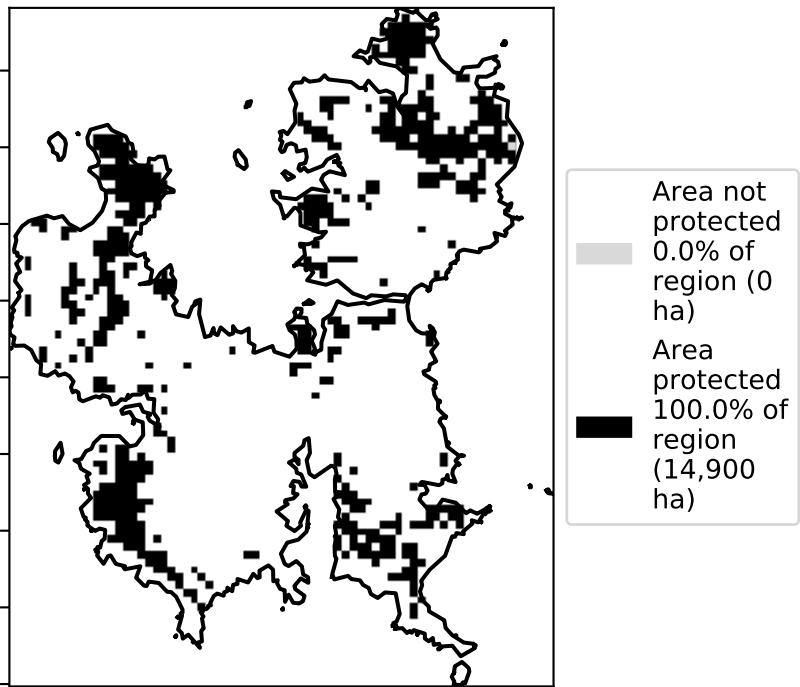 Area not
protected
0.0% of
region (0
ha)
Area
protected
100.0% of
region
(14,900
ha)